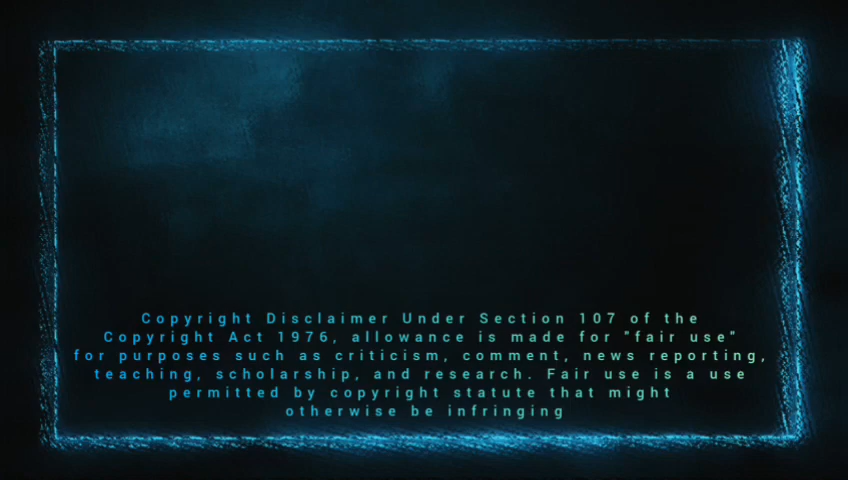 Copyright Disclaimer Under Section 107 of the
Copyright Act 1976, allowance is made for "fair use"
for purposes such as criticism, comment, news reporting,
teaching, scholarship, and research. Fair use is a use
permitted by copyright statute that might
otherwise be infringing